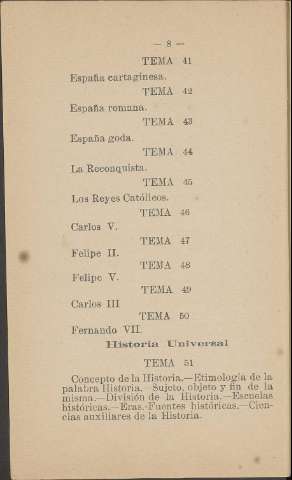 — 8 —
TEMA 41
España cartaginesa.
TEMA 42
España romana.
TEMA 43
España goda.
TEMA 44
La Reconquista.
TEMA 45
Los Reyes Católicos.
TEMA 46
Carlos V.
TEMA 47
Felipe II.
TEMA 48
Felipe V.
TEMA 49
Carlos III
TEMA 50
Fernando VII.
Historia Universal
TEMA 51
Concepto de la Historia.—Etimología de la
palabra Historia.—Sujeto, objeto y fin de la
misma.—División de la Historia.—Escuelas
históricas.—Eras.-Fuentes históricas.—Cien-
cias auxiliares de la Historia.